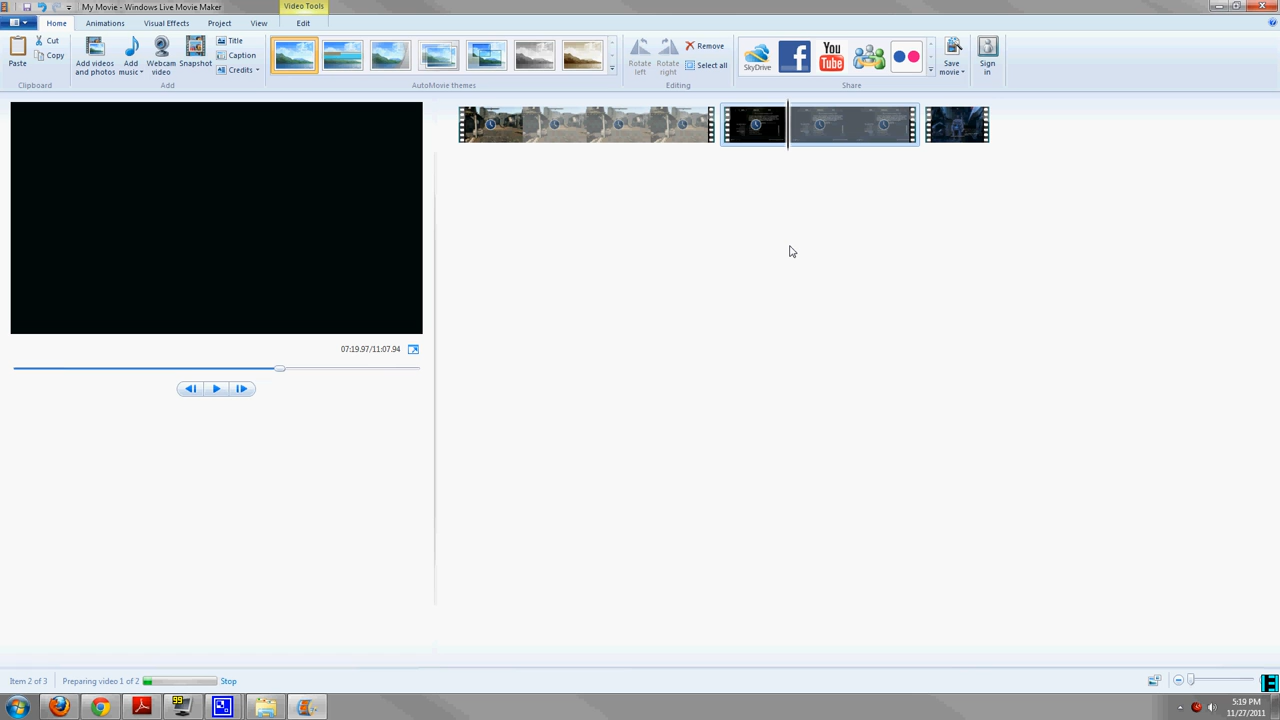 My Movie - Windows Live Movie Maker
Video Tools
Home
Animations
Visual Effects
Project
View
Edit
Paste
Cut
Copy
Clipboard
Add videos
and photos
Add
music
Webcam
video
Snapshot
Title
Caption
Credits
Add
AutoMovie themes
Rotate
left
Rotate
right
Remove
Select all
Editing
SkyDrive
You
Tube
Share
Save
movie
Sign
in
07:19.97/11:07.94
Item 2 of 3
Preparing video 1 of 2
Stop
99
E
5:19 PM
11/27/2011